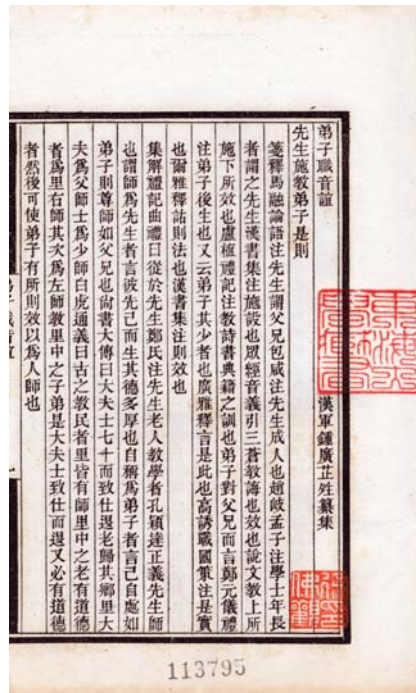 弟子職音誼
漢軍鍾廣芷姓纂集
先生施教弟子是則
箋釋馬融論語注先生謂父兄包咸注先生成人也趙岐孟子注學士年長
者謂之先生漢書集注施設也眾經音義引三蒼教誨也效也說文教上所
施下所效也盧植禮記注教詩書典籍之訓也弟子對父兄而言鄭元儀禮
注弟子後生也又云弟子其少者也廣雅釋言是此也高誘戰國策注是實
也爾雅釋詁則法也漢書集注則效也
集解禮記曲禮曰從於先生鄭氏注先生老人教學者孔穎達正義先生師
也謂師為先生者言彼先己而生其德多厚也自稱為弟子者言己自處如
弟子則尊師如父兄也尚書大傳曰大夫士七十而致仕還老歸其鄉里大
夫為父師士為少師白虎通義曰古之教民者里皆有師里中之老有道德
者為里右師其次為左師教里中之子弟是大夫士致仕而還又必有道德
者然後可使弟子有所則效以為人師也
113795